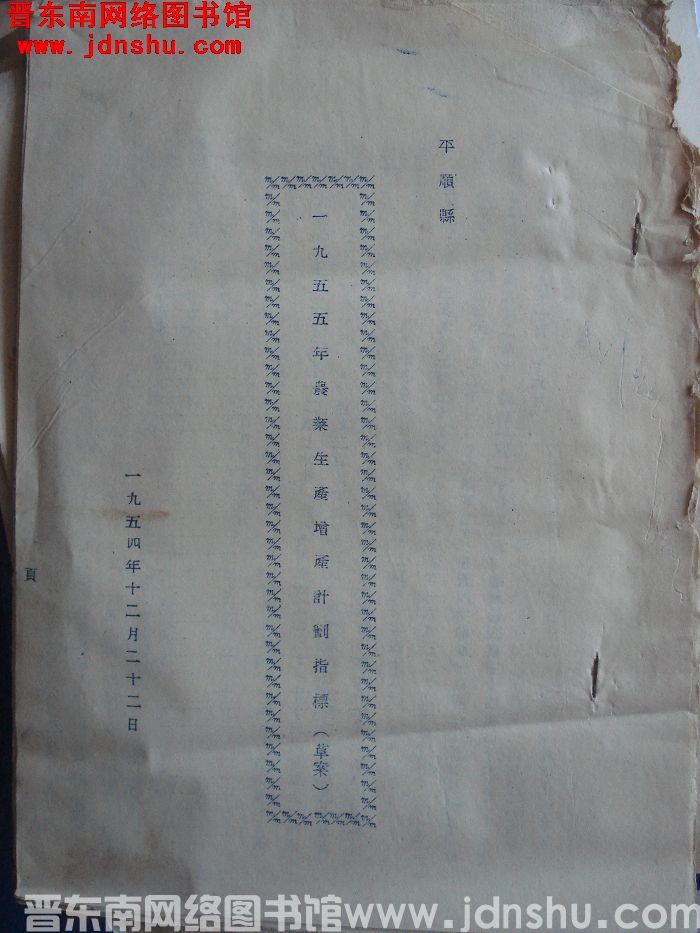 晋东南网络图书馆
www.jdnshu.com
平順縣
一九五五年農業生產增產計劃指標(草案)
一九五四年十二月二十二日
頁
晋东南网络图书馆www.jdnshu.com